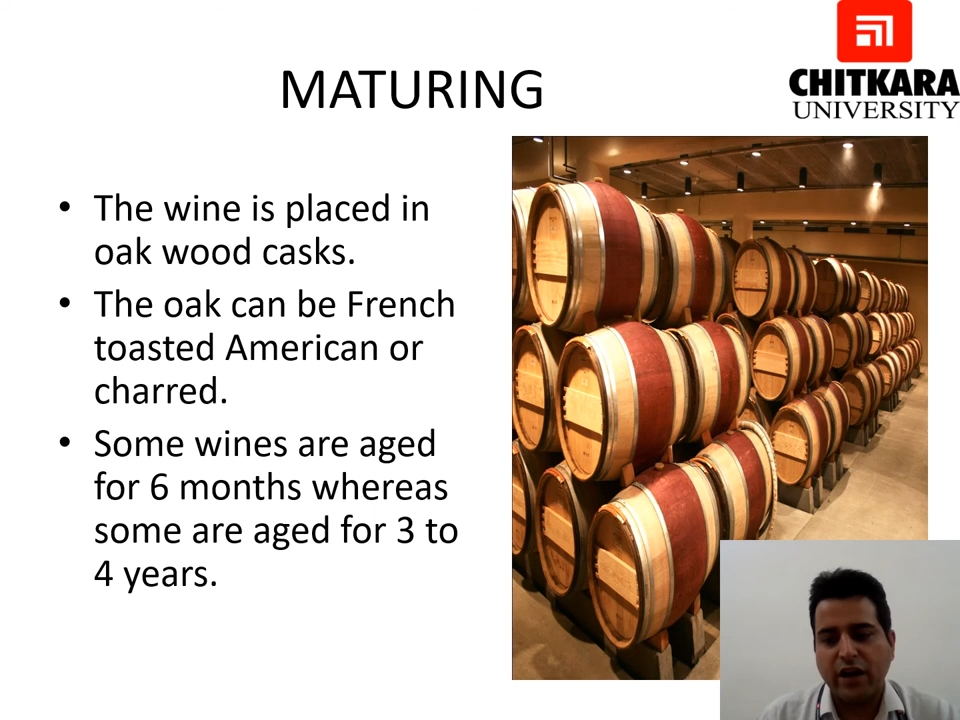 MATURING
CHITKARA
UNIVERSITY
• The wine is placed in
oak wood casks.
• The oak can be French
toasted American or
charred.
• Some wines are aged
for 6 months whereas
some are aged for 3 to
4 years.